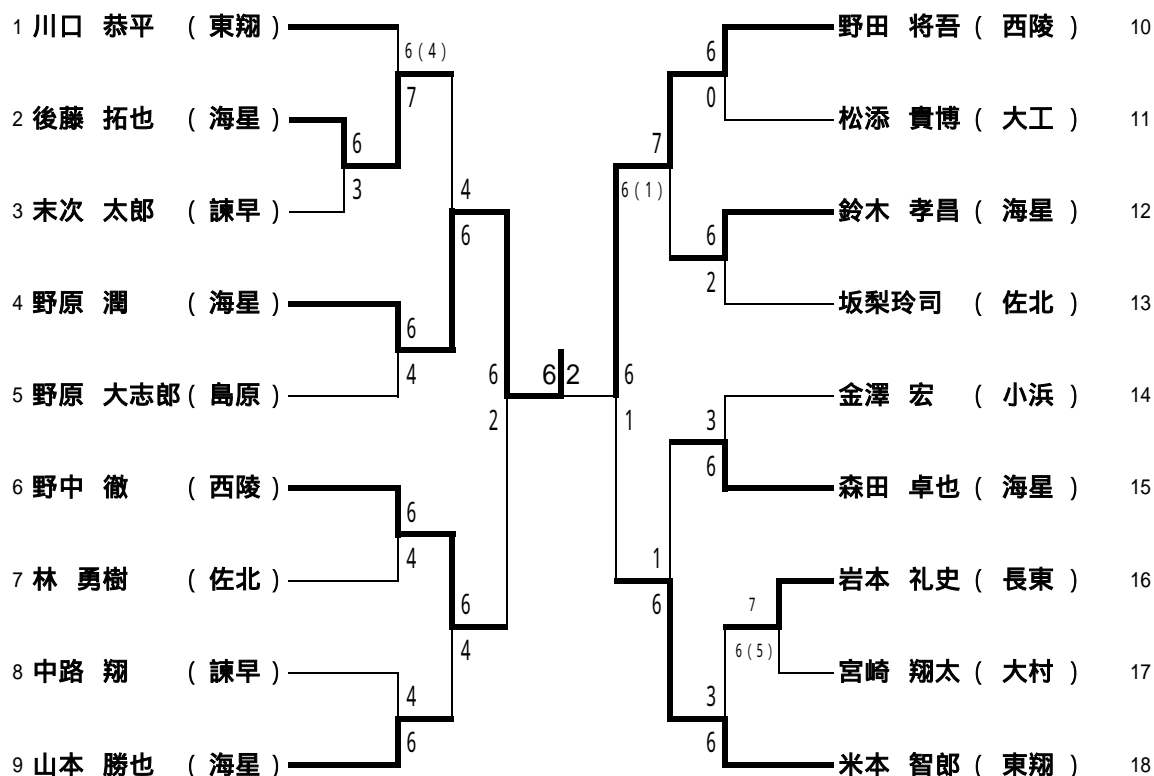 1 川口 恭平 ( 東翔 )
6(4)
7
2 後藤 拓也 ( 海星 )
6
3
3 末次 太郎 ( 諫早 )
4
6
4 野原 潤 ( 海星 )
6
4
5 野原 大志郎 ( 島原 )
6
2
6 野中 徹 ( 西陵 )
6
4
7 林 勇樹 ( 佐北 )
6
4
8 中路 翔 ( 諫早 )
4
6
9 山本 勝也 ( 海星 )
6 2
野田 将吾 ( 西陵 ) 10
6
0
松添 貴博 ( 大工 ) 11
7
6(1)
鈴木 孝昌 ( 海星 ) 12
6
2
坂梨玲司 ( 佐北 ) 13
6
1
金澤 宏 ( 小浜 ) 14
3
6
森田 卓也 ( 海星 ) 15
1
6
岩本 礼史 ( 長東 ) 16
7
6(5)
宮崎 翔太 ( 大村 ) 17
3
6
米本 智郎 ( 東翔 ) 18